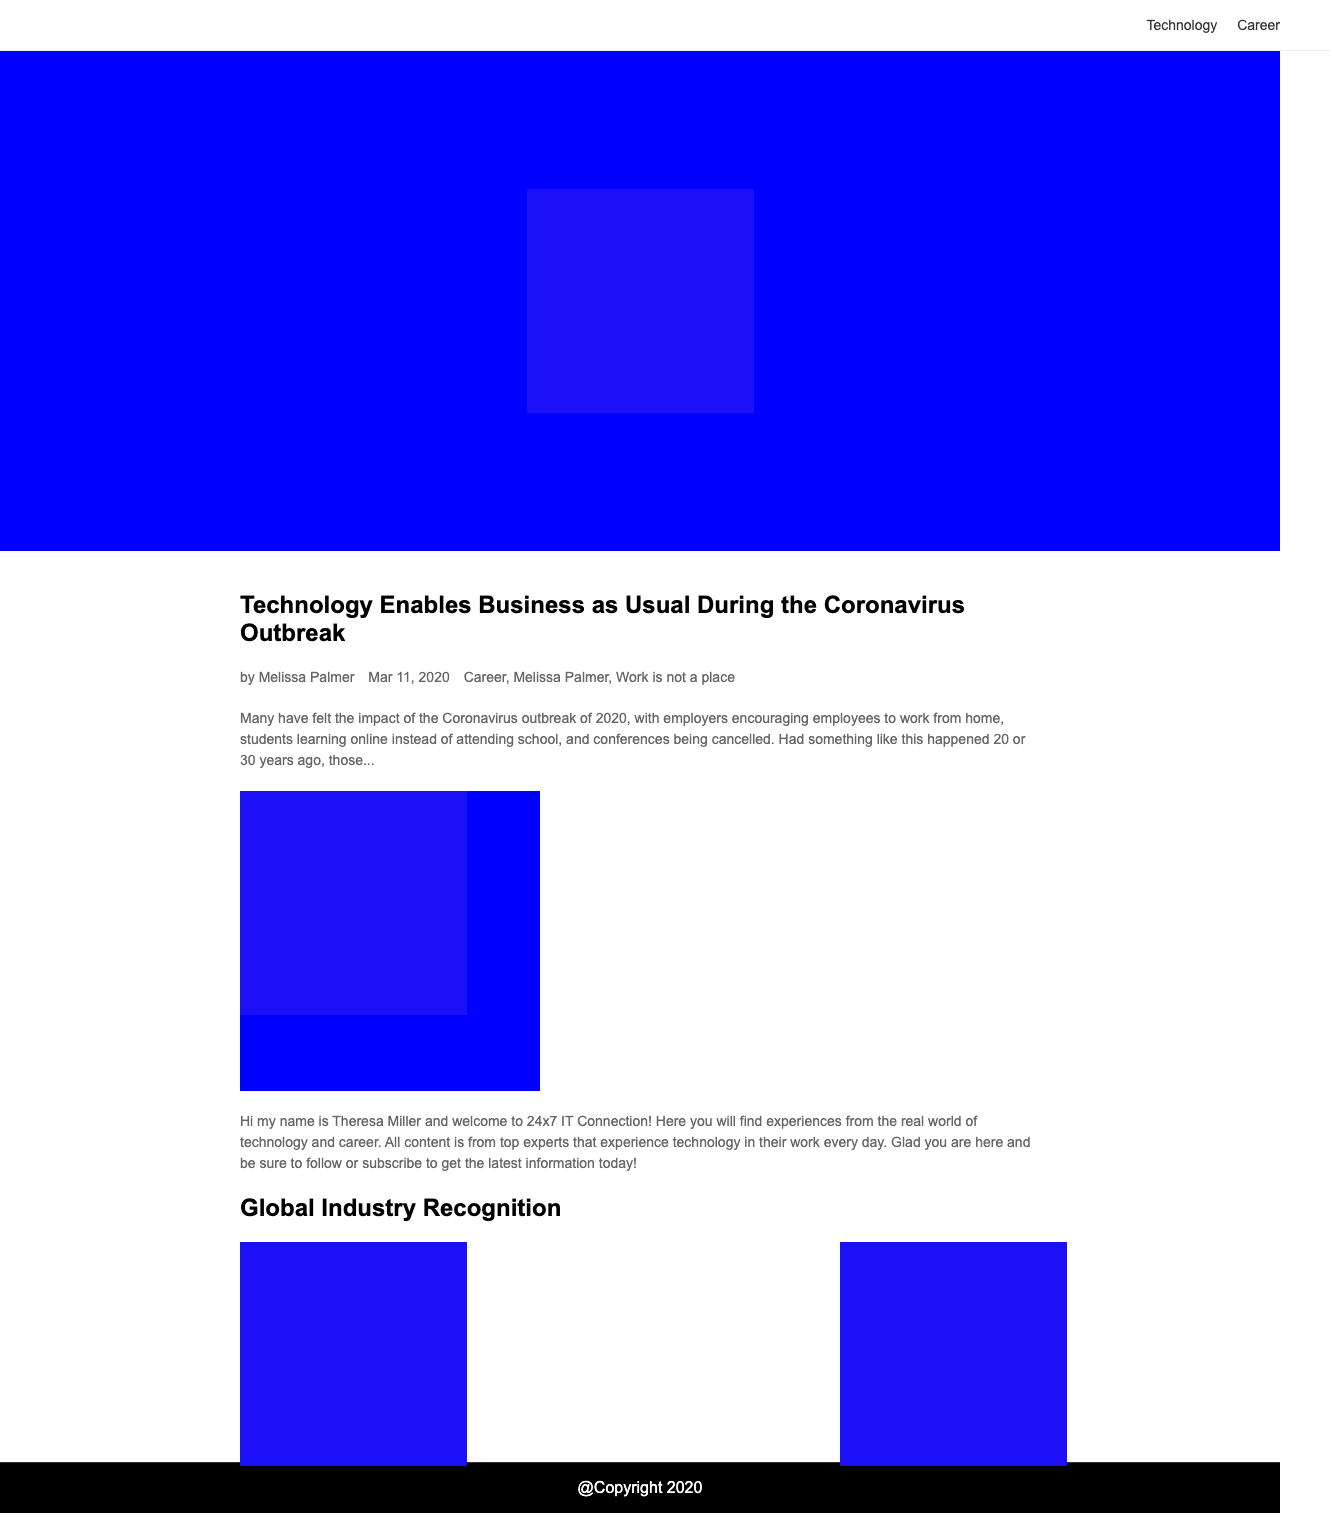 Technology Career
Technology Enables Business as Usual During the Coronavirus
Outbreak
by Melissa Palmer Mar 11, 2020 Career, Melissa Palmer, Work is not a place
Many have felt the impact of the Coronavirus outbreak of 2020, with employers encouraging employees to work from home,
students learning online instead of attending school, and conferences being cancelled. Had something like this happened 20 or
30 years ago, those...
Hi my name is Theresa Miller and welcome to 24x7 IT Connection! Here you will find experiences from the real world of
technology and career. All content is from top experts that experience technology in their work every day. Glad you are here and
be sure to follow or subscribe to get the latest information today!
Global Industry Recognition
@Copyright 2020